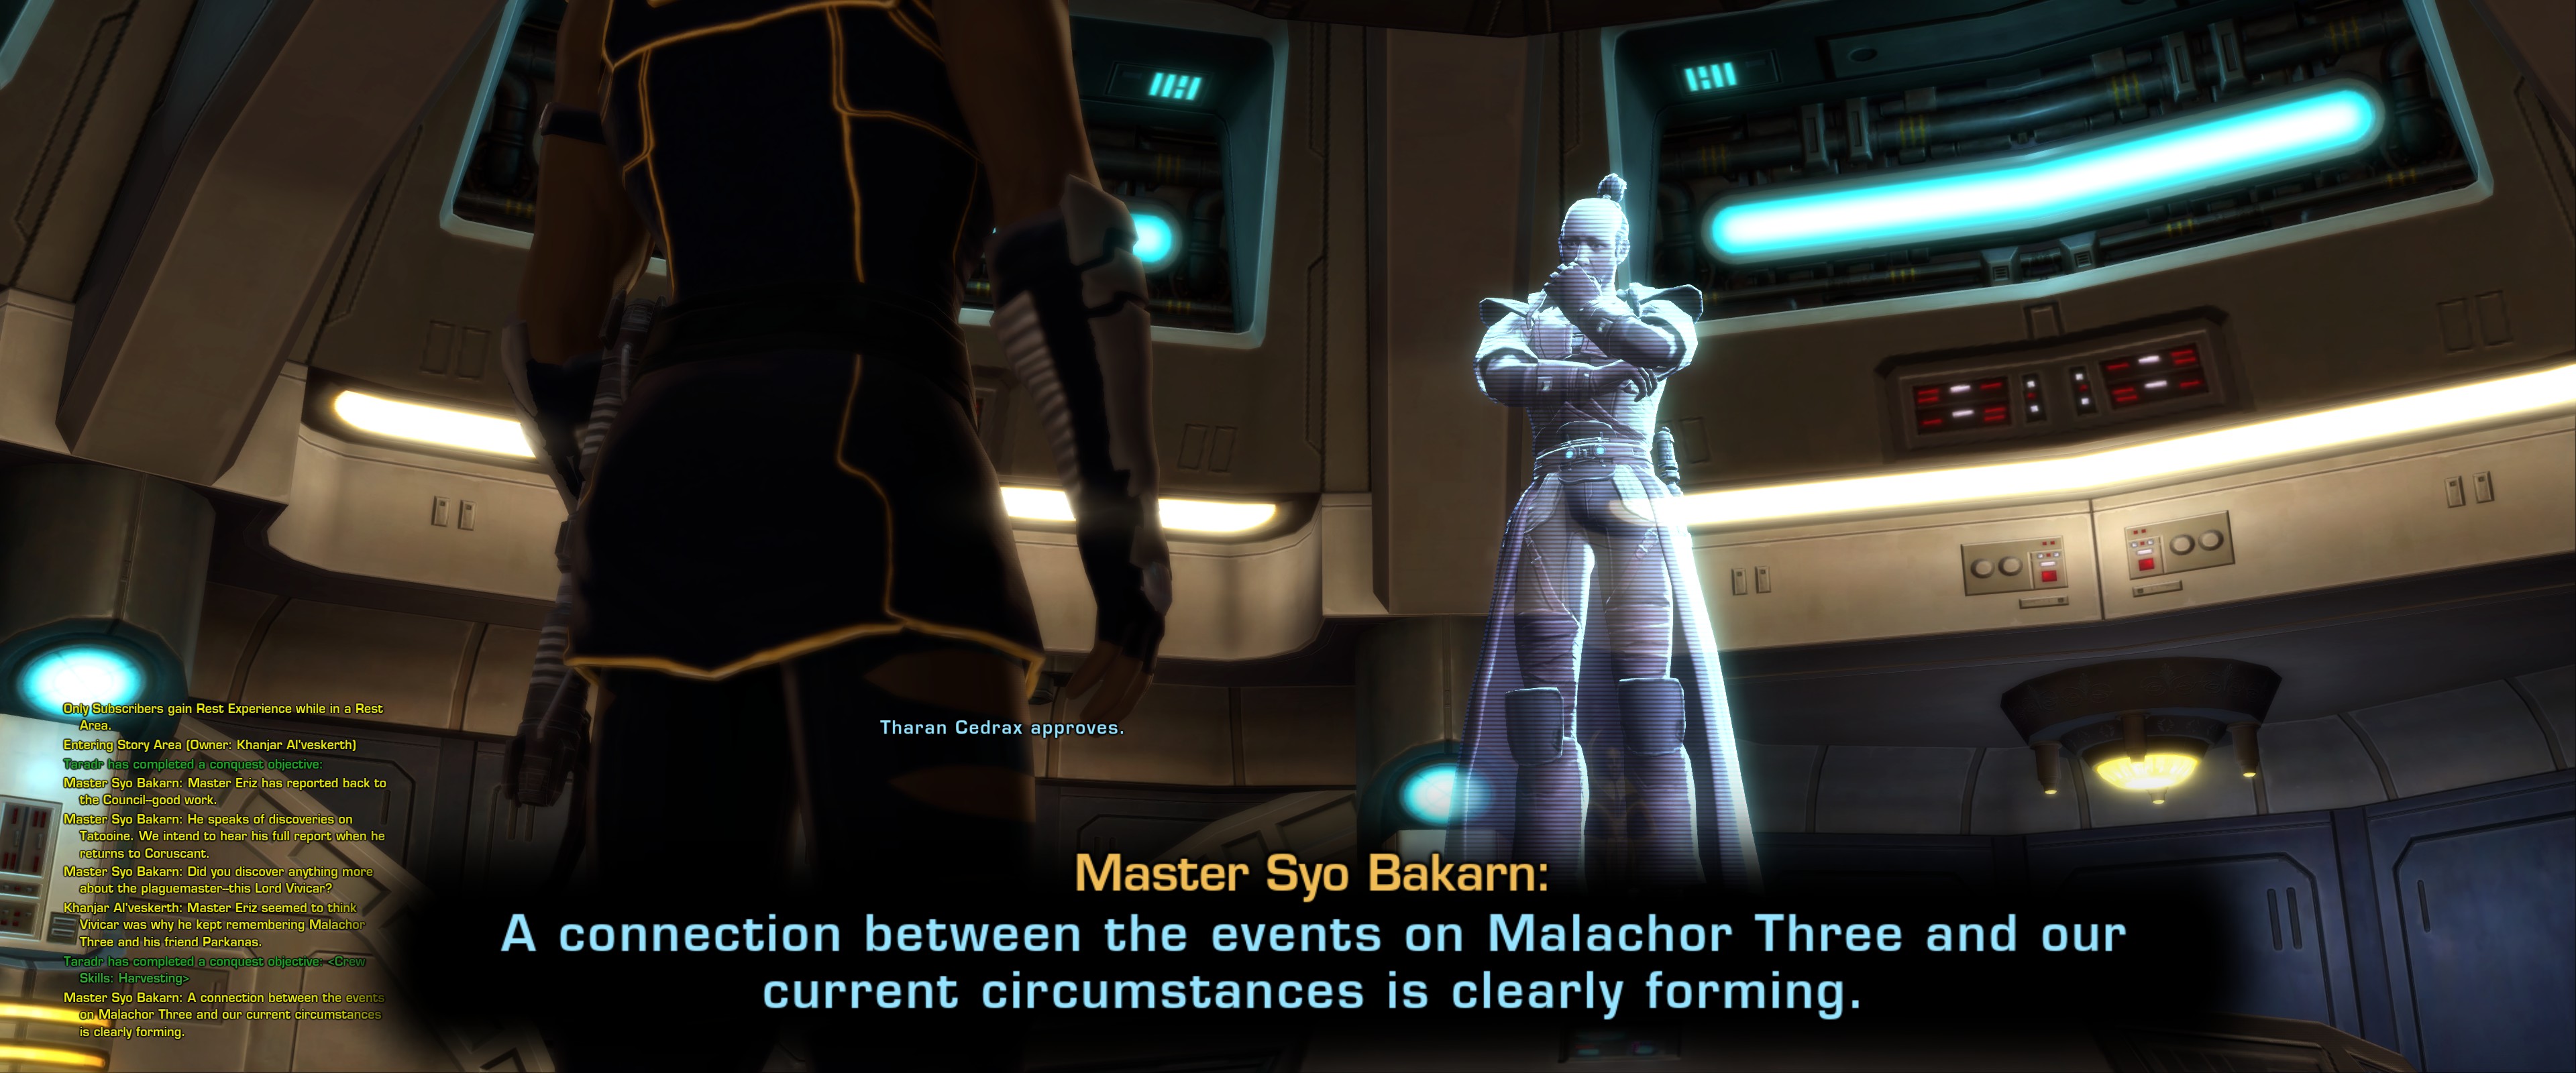 Only Subscribers gain Rest Experience while in a Rest
Area.
Entering Story Area (Owner: Khanjar Al'veskerth)
Taradr has completed a conquest objective:
Master Syo Bakarn: Master Eriz has reported back to
the Council–good work.
Master Syo Bakarn: He speaks of discoveries on
Tatooine. We intend to hear his full report when he
returns to Coruscant.
Master Syo Bakarn: Did you discover anything more
about the plaguemaster–this Lord Vivicar?
Khanjar Al'veskerth: Master Eriz seemed to think
Vivicar was why he kept remembering Malachor
Three and his friend Parkanas.
Taradr has completed a conquest objective: <Crew
Skills: Harvesting>
Master Syo Bakarn: A connection between the events
on Malachor Three and our current circumstances
is clearly forming.
Tharan Cedrax approves.
Master Syo Bakarn:
A connection between the events on Malachor Three and our
current circumstances is clearly forming.